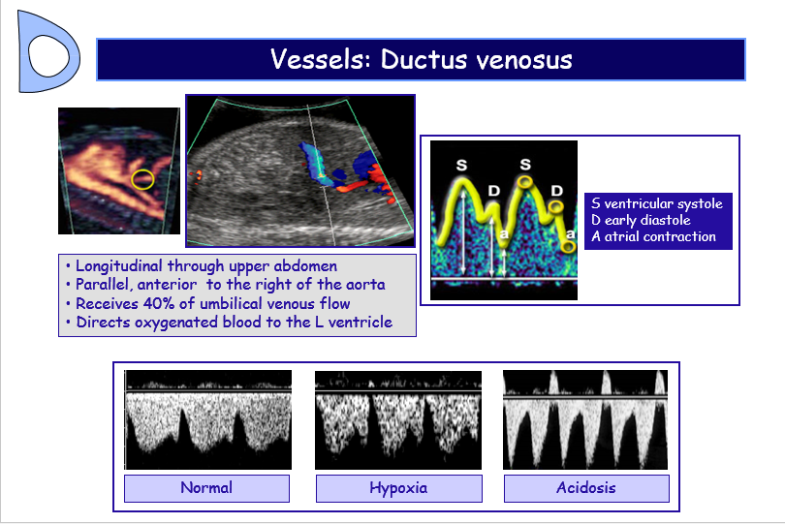 Vessels: Ductus venosus
S
D
S
D
a
a
S ventricular systole
D early diastole
A atrial contraction
• Longitudinal through upper abdomen
• Parallel, anterior to the right of the aorta
• Receives 40% of umbilical venous flow
• Directs oxygenated blood to the L ventricle
Normal
Hypoxia
Acidosis